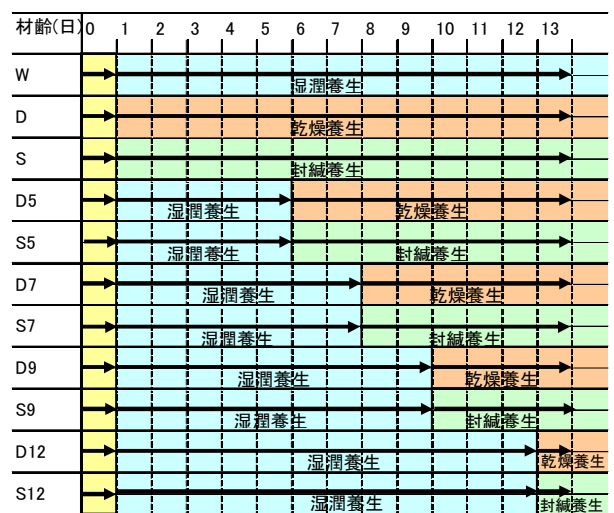 材齢(日) 0 1 2 3 4 5 6 7 8 9 10 11 12 13
W 湿潤養生
D 乾燥養生
S 封緘養生
D5 湿潤養生 乾燥養生
S5 湿潤養生 封緘養生
D7 湿潤養生 乾燥養生
S7 湿潤養生 封緘養生
D9 湿潤養生 乾燥養生
S9 湿潤養生 封緘養生
D12 湿潤養生 乾燥養生
S12 湿潤養生 封緘養生